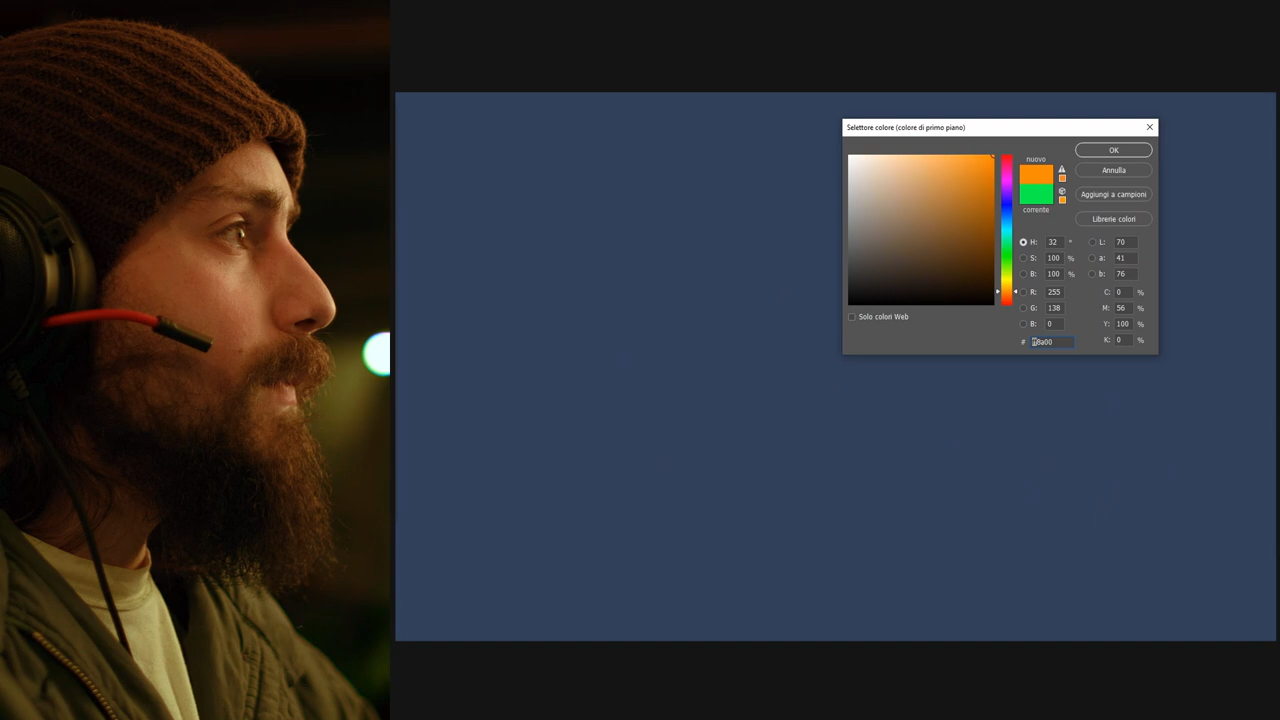 Selettore colore (colore di primo piano)
nuovo
corrente
OK
Annulla
Aggiungi a campioni
Librerie colori
H: 32 °
S: 100 %
B: 100 %
R: 255
G: 138
B: 0
L: 70
a: 41
b: 76
C: 0 %
M: 56 %
Y: 100 %
K: 0 %
Solo colori Web
# ff8a00